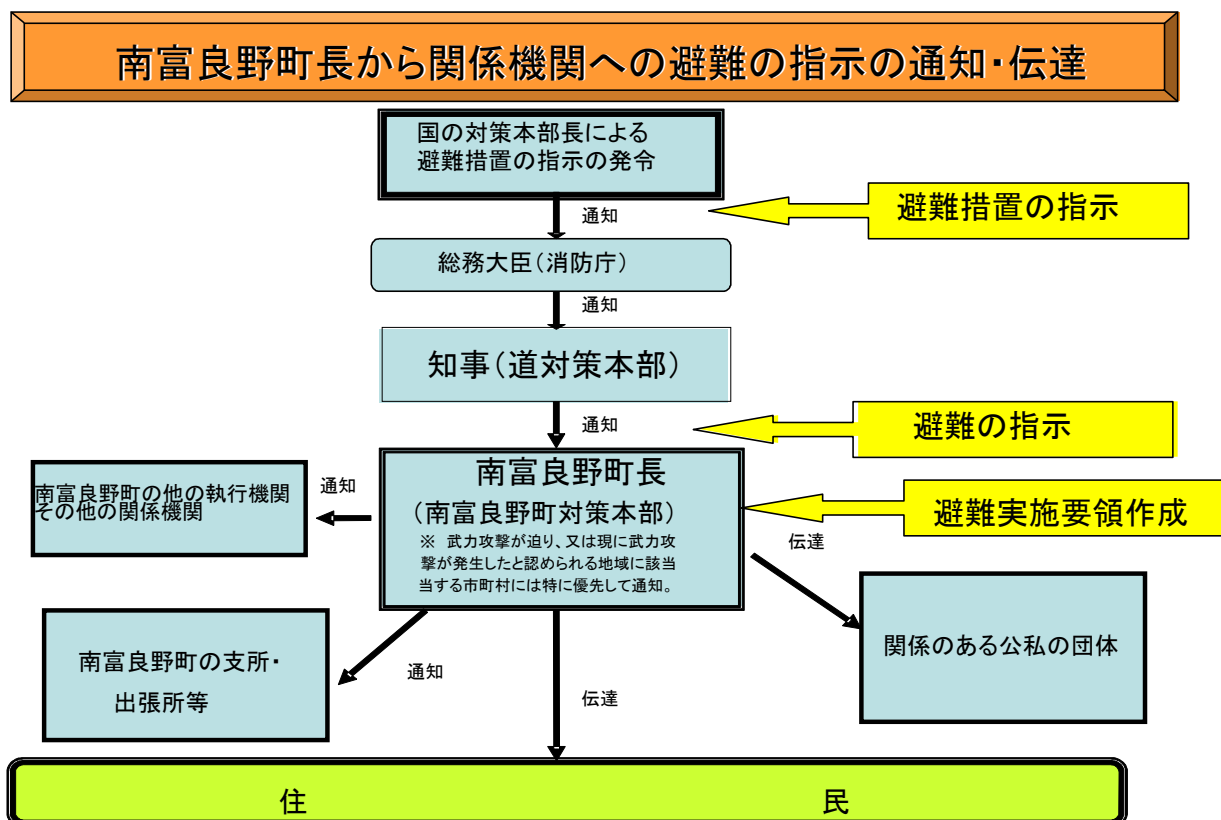 南富良野町長から関係機関への避難の指示の通知・伝達
国の対策本部長による
避難措置の指示の発令
通知
避難措置の指示
総務大臣(消防庁)
通知
知事(道対策本部)
通知
避難の指示
南富良野町の他の執行機関
その他の関係機関
通知
南富良野町長
(南富良野町対策本部)
※ 武力攻撃が迫り、又は現に武力攻
撃が発生したと認められる地域に該当
当する市町村には特に優先して通知。
避難実施要領作成
伝達
関係のある公私の団体
南富良野町の支所・
出張所等
通知
伝達
住 民